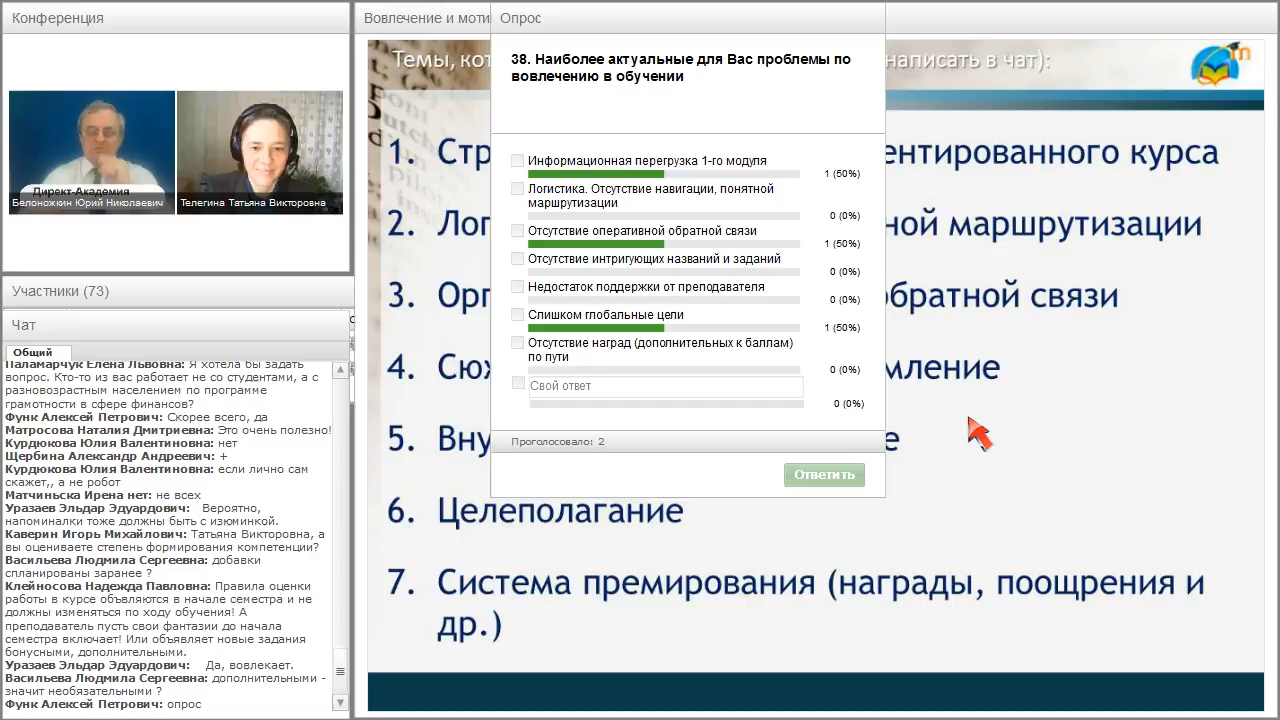 Конференция
Директ-Академия
Белоножкин Юрий Николаевич
Телегина Татьяна Викторовна
Участники (73)
Чат
Общий
Паламарчук Елена Львовна: Я хотела бы задать
вопрос. Кто-то из вас работает не со студентами, а с
разновозрастным населением по программе
грамотности в сфере финансов?
Функ Алексей Петрович: Скорее всего, да
Матросова Наталия Дмитриевна: Это очень полезно!
Курдюкова Юлия Валентиновна: нет
Щербина Александр Андреевич: +
Курдюкова Юлия Валентиновна: если лично сам
скажет,, а не робот
Матчиньска Ирена нет: не всех
Уразаев Эльдар Эдуардович: Вероятно,
напоминалки тоже должны быть с изюминкой.
Каверин Игорь Михайлович: Татьяна Викторовна, а
вы оцениваете степень формирования компетенции?
Васильева Людмила Сергеевна: добавки
спланированы заранее ?
Клейносова Надежда Павловна: Правила оценки
работы в курсе объявляются в начале семестра и не
должны изменяться по ходу обучения! А
преподаватель пусть свои фантазии до начала
семестра включает! Или объявляет новые задания
бонусными, дополнительными.
Уразаев Эльдар Эдуардович: Да, вовлекает.
Васильева Людмила Сергеевна: дополнительными -
значит необязательными ?
Функ Алексей Петрович: опрос
Вовлечение и моти
Опрос
38. Наиболее актуальные для Вас проблемы по
вовлечению в обучении
Информационная перегрузка 1-го модуля
1 (50%)
Логистика. Отсутствие навигации, понятной
маршрутизации
0 (0%)
Отсутствие оперативной обратной связи
1 (50%)
Отсутствие интригующих названий и заданий
0 (0%)
Недостаток поддержки от преподавателя
0 (0%)
Слишком глобальные цели
1 (50%)
Отсутствие наград (дополнительных к баллам)
по пути
0 (0%)
Свой ответ
0 (0%)
Проголосовало: 2
Ответить
Темы, кот написать в чат):
1. Стр ентированного курса
2. Лог ной маршрутизации
3. Орг обратной связи
4. Сюж мление
5. Вну е
6. Целеполагание
7. Система премирования (награды, поощрения и
др.)